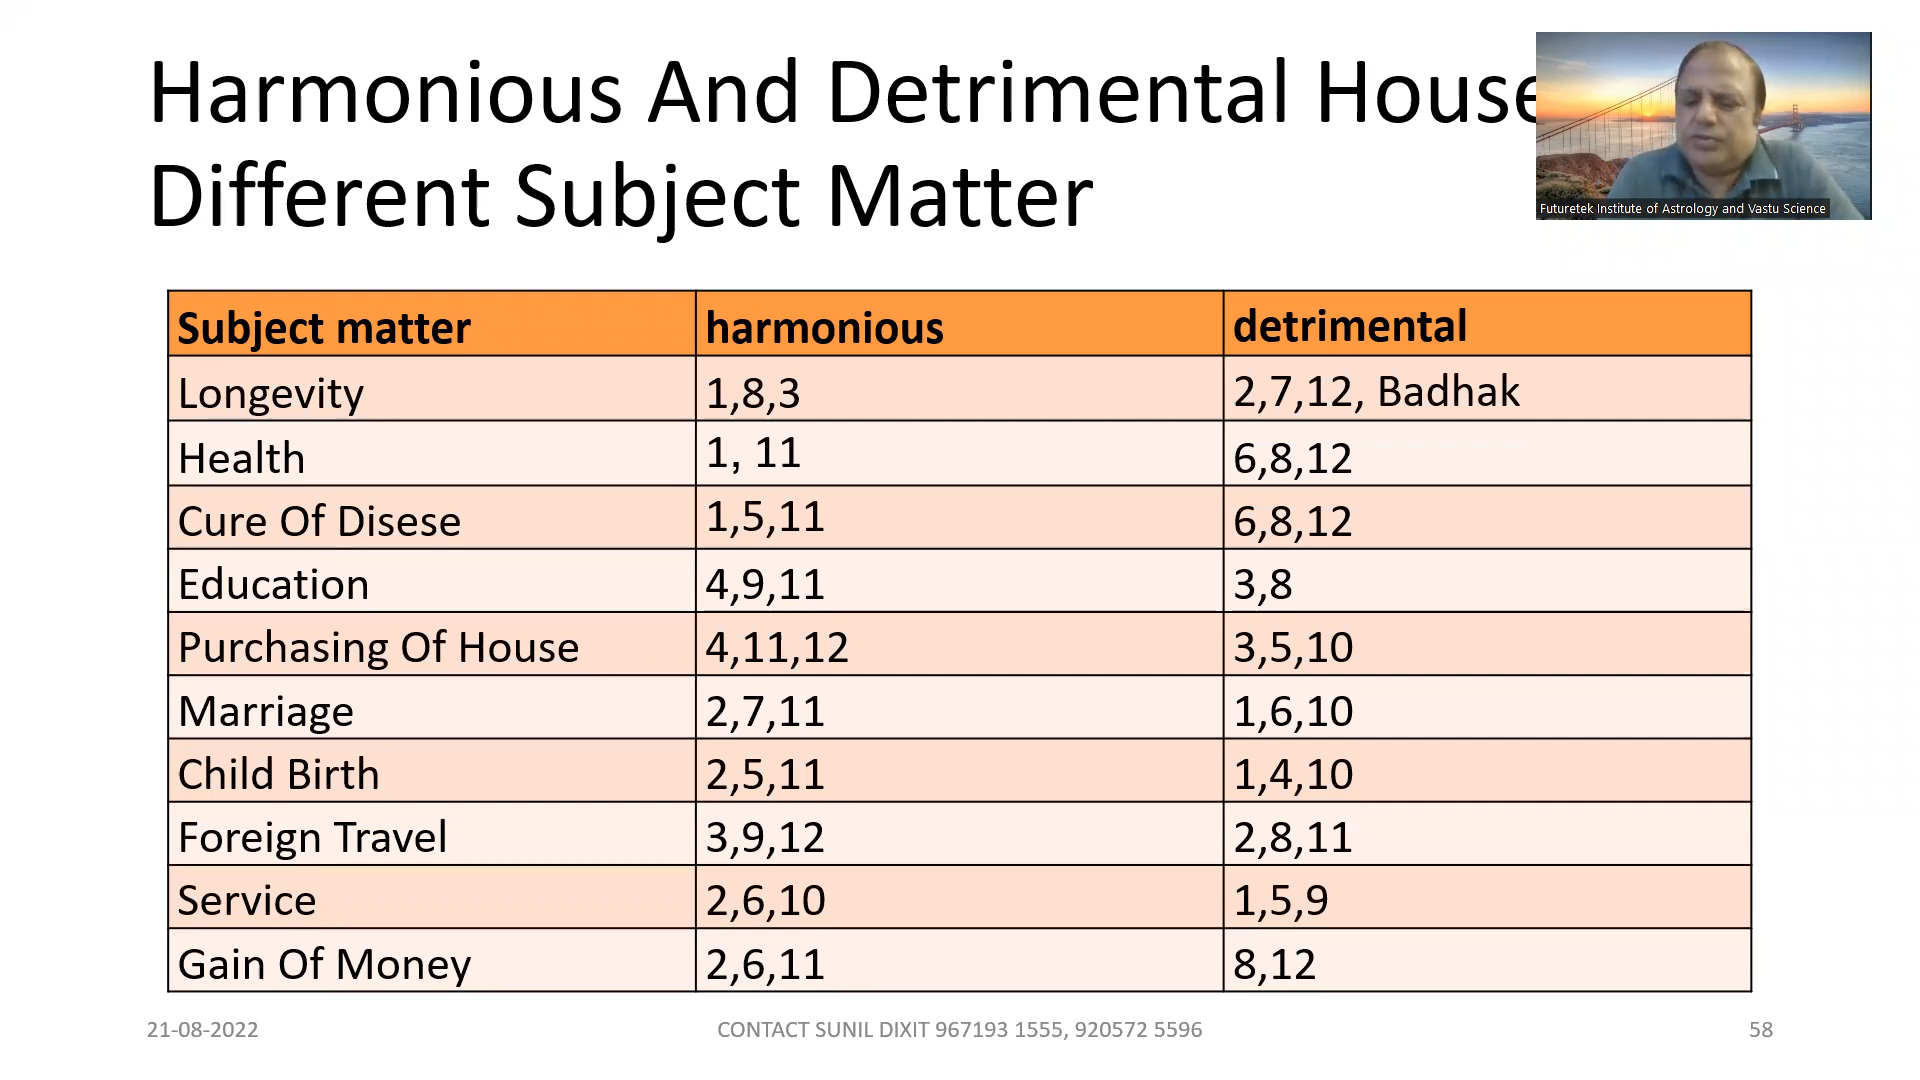 Harmonious And Detrimental House
Different Subject Matter
Futuretek Institute of Astrology and Vastu Science
Subject matter harmonious detrimental
Longevity 1,8,3 2,7,12, Badhak
Health 1, 11 6,8,12
Cure Of Disese 1,5,11 6,8,12
Education 4,9,11 3,8
Purchasing Of House 4,11,12 3,5,10
Marriage 2,7,11 1,6,10
Child Birth 2,5,11 1,4,10
Foreign Travel 3,9,12 2,8,11
Service 2,6,10 1,5,9
Gain Of Money 2,6,11 8,12
21-08-2022 CONTACT SUNIL DIXIT 967193 1555, 920572 5596 58